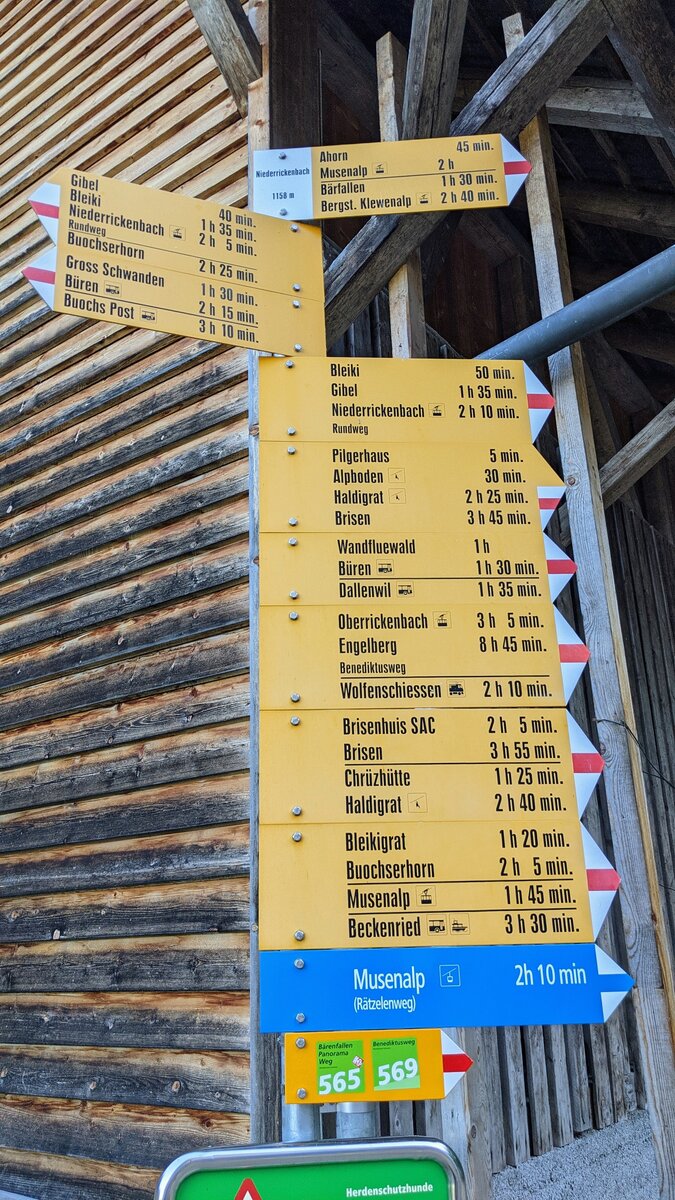 Niederrickenbach
1158 m
Ahorn 45 min.
Musenalp 2 h
Bärfallen 1 h 30 min.
Bergst. Klewenalp 2 h 40 min.
Gibel 40 min.
Bleiki 1 h 35 min.
Niederrickenbach 2 h 5 min.
Rundweg
Buochserhorn 2 h 25 min.
Gross Schwanden 1 h 30 min.
Büren 2 h 15 min.
Buochs Post 3 h 10 min.
Bleiki 50 min.
Gibel 1 h 35 min.
Niederrickenbach 2 h 10 min.
Rundweg
Pilgerhaus 5 min.
Alpboden 30 min.
Haldigrat 2 h 25 min.
Brisen 3 h 45 min.
Wandfluewald 1 h
Büren 1 h 30 min.
Dallenwil 1 h 35 min.
Oberrickenbach 3 h 5 min.
Engelberg 8 h 45 min.
Benediktusweg
Wolfenschiessen 2 h 10 min.
Brisenhuis SAC 2 h 5 min.
Brisen 3 h 55 min.
Chrüzhütte 1 h 25 min.
Haldigrat 2 h 40 min.
Bleikigrat 1 h 20 min.
Buochserhorn 2 h 5 min.
Musenalp 1 h 45 min.
Beckenried 3 h 30 min.
Musenalp 2h 10 min
(Rätzelenweg)
Bärenfallen
Panorama
Weg
565
Benediktusweg
569
Herdenschutzhunde